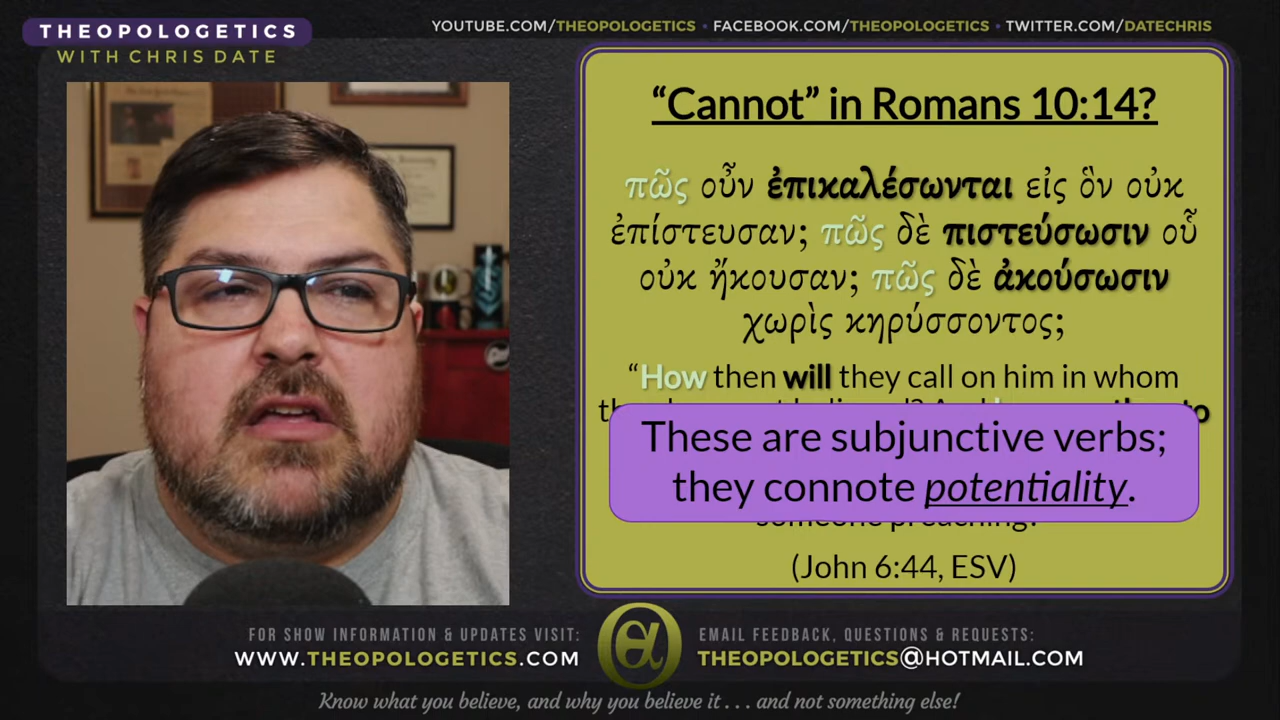 THEOPOLOGETICS
WITH CHRIS DATE
YOUTUBE.COM/THEOPOLOGETICS • FACEBOOK.COM/THEOPOLOGETICS • TWITTER.COM/DATECHRIS
“Cannot” in Romans 10:14?
πῶς οὖν ἐπικαλέσωνται εἰς ὃν οὐκ
ἐπίστευσαν; πῶς δὲ πιστεύσωσιν οὗ
οὐκ ἤκουσαν; πῶς δὲ ἀκούσωσιν
χωρὶς κηρύσσοντος;
“How then will they call on him in whom
These are subjunctive verbs;
they connote potentiality.
someone preaching?
(John 6:44, ESV)
FOR SHOW INFORMATION & UPDATES VISIT:
WWW.THEOPOLOGETICS.COM
EMAIL FEEDBACK, QUESTIONS & REQUESTS:
THEOPOLOGETICS@HOTMAIL.COM
Know what you believe, and why you believe it . . . and not something else!